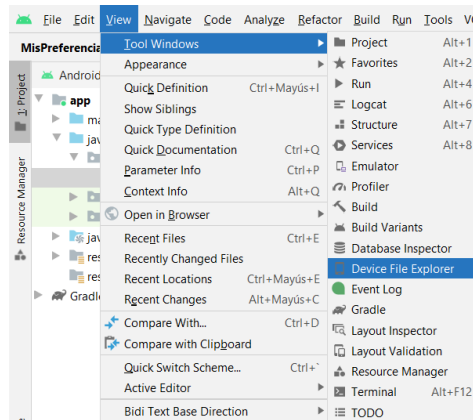 File Edit View Navigate Code Analyze Refactor Build Run Tools
MisPreferencia
1: Project
Resource Manager
Android
app
Gradle
Tool Windows
Appearance
Quick Definition Ctrl+Mayús+I
Show Siblings
Quick Type Definition
Quick Documentation Ctrl+Q
Parameter Info Ctrl+P
Context Info Alt+Q
Open in Browser
Recent Files Ctrl+E
Recently Changed Files
Recent Locations Ctrl+Mayús+E
Recent Changes Alt+Mayús+C
Compare With... Ctrl+D
Compare with Clipboard
Quick Switch Scheme... Ctrl+`
Active Editor
Bidi Text Base Direction
Project Alt+1
Favorites Alt+2
Run Alt+4
Logcat Alt+6
Structure Alt+7
Services Alt+8
Emulator
Profiler
Build
Build Variants
Database Inspector
Device File Explorer
Event Log
Gradle
Layout Inspector
Layout Validation
Resource Manager
Terminal Alt+F12
TODO